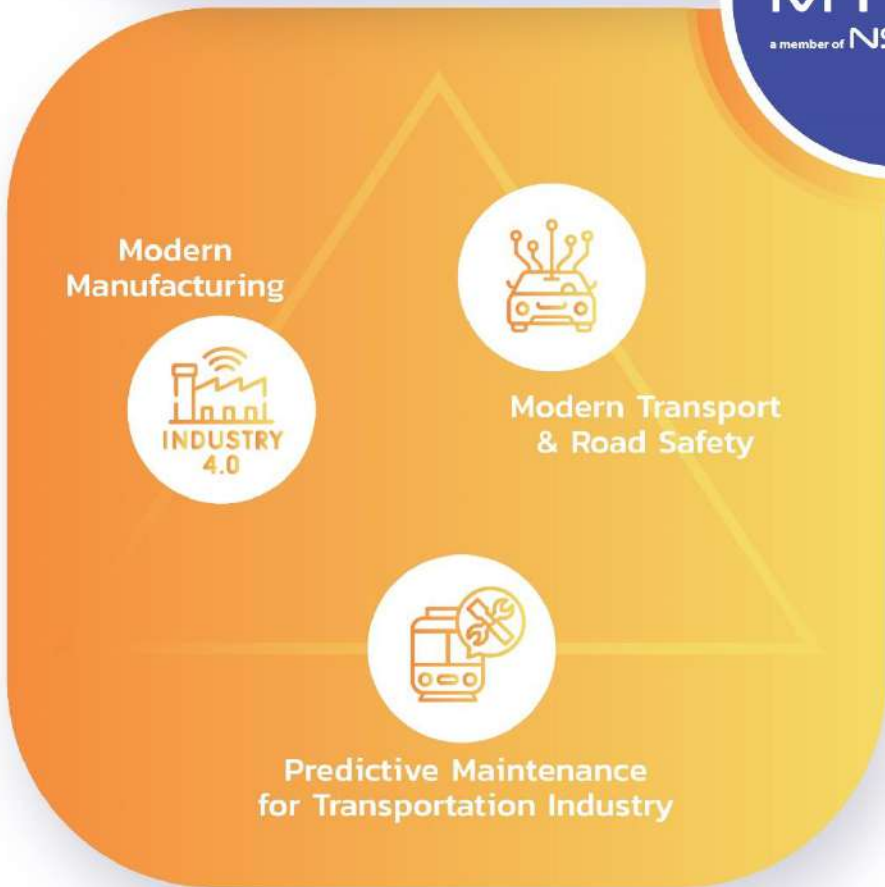 a member of
Modern
Manufacturing
INDUSTRY
4.0
Modern Transport
& Road Safety
Predictive Maintenance
for Transportation Industry